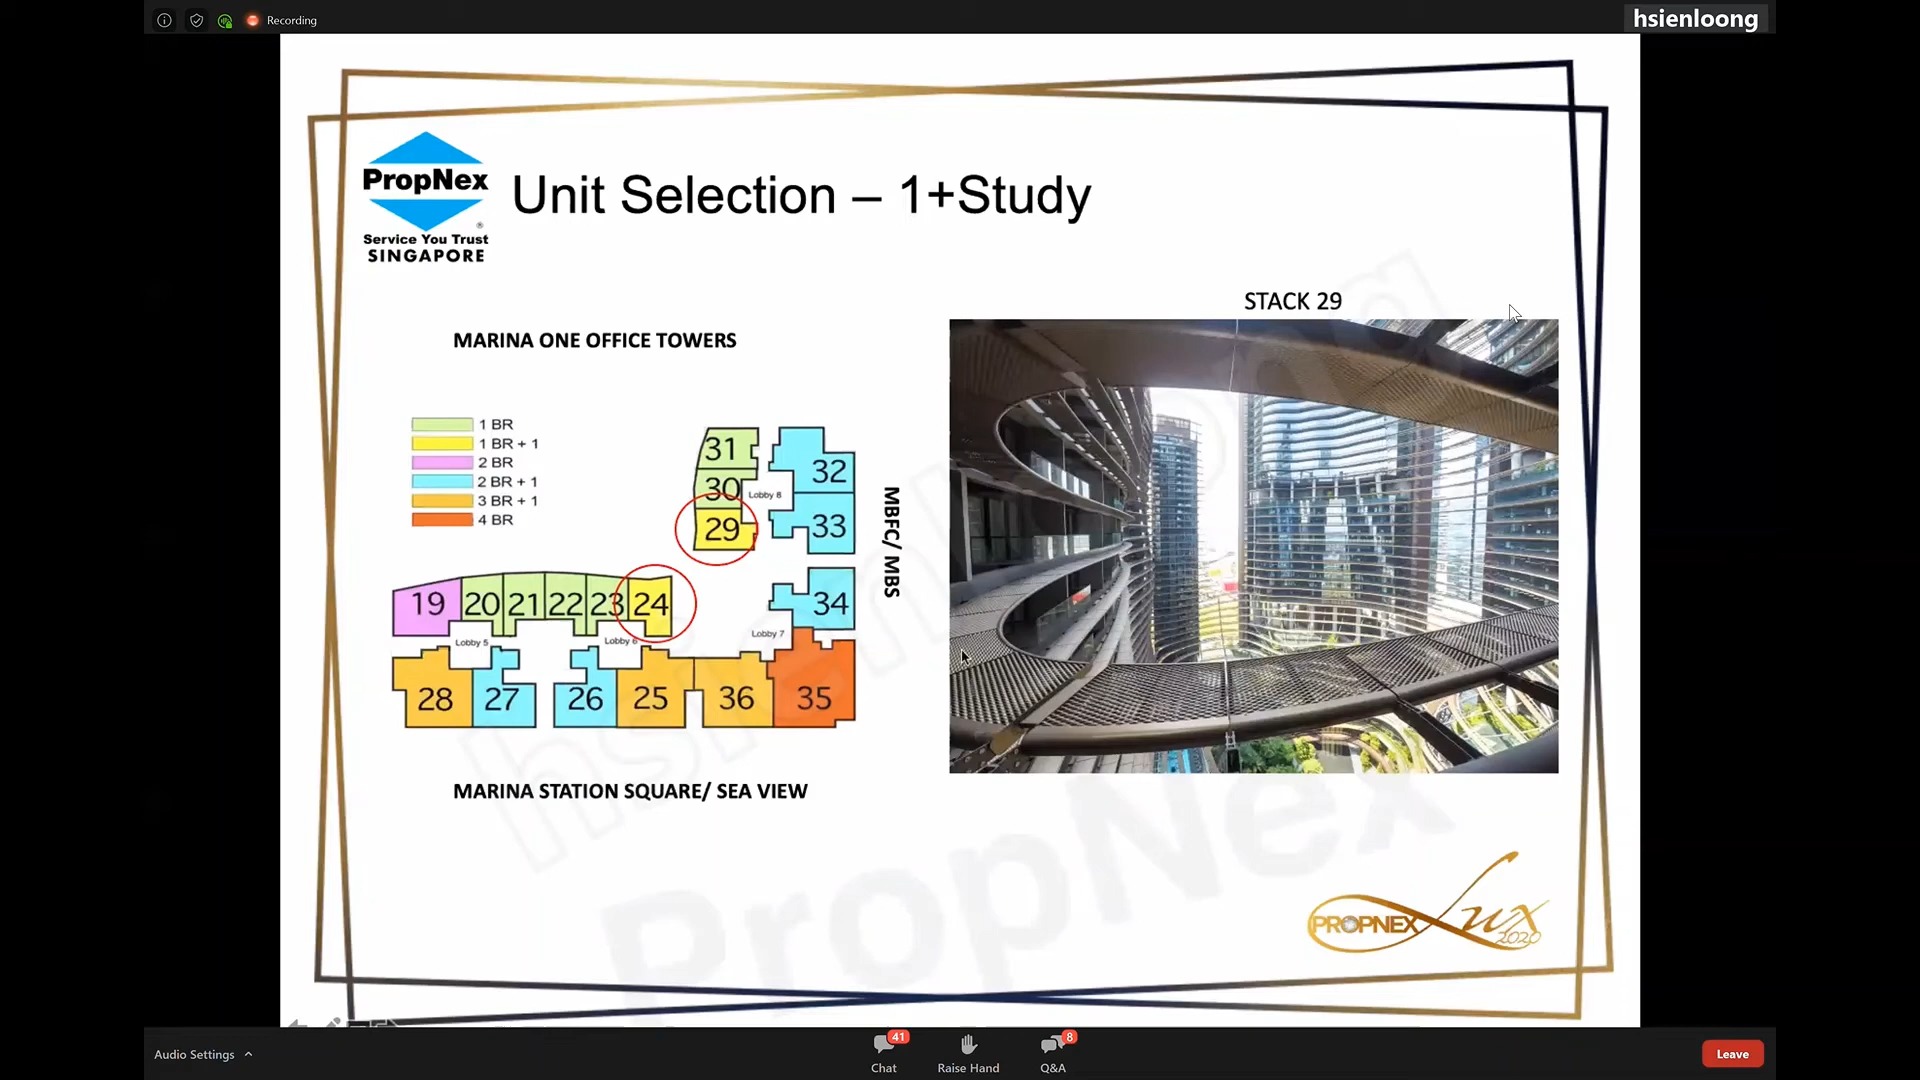 Recording
hsienloong
PropNex
®
Service You Trust
SINGAPORE
Unit Selection – 1+Study
STACK 29
MARINA ONE OFFICE TOWERS
1 BR
1 BR + 1
2 BR
2 BR + 1
3 BR + 1
4 BR
31
32
30
Lobby 8
29
33
MBFC/ MBS
19
20
21
22
23
24
34
Lobby 5
Lobby 6
Lobby 7
28
27
26
25
36
35
MARINA STATION SQUARE/ SEA VIEW
hsienloong
PropNex
PROPNEX Lux
2020
Audio Settings
41
Chat
Raise Hand
8
Q&A
Leave